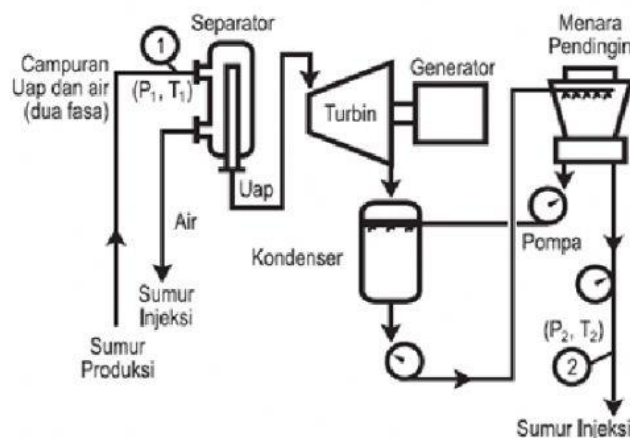 Separator
Menara
Pendingin
1
Campuran
Uap dan air
(dua fasa)
(P₁, T₁)
Generator
Turbin
Uap
Air
Kondenser
Pompa
Sumur
Injeksi
Sumur
Produksi
(P₂, T₂)
2
Sumur Injeksi